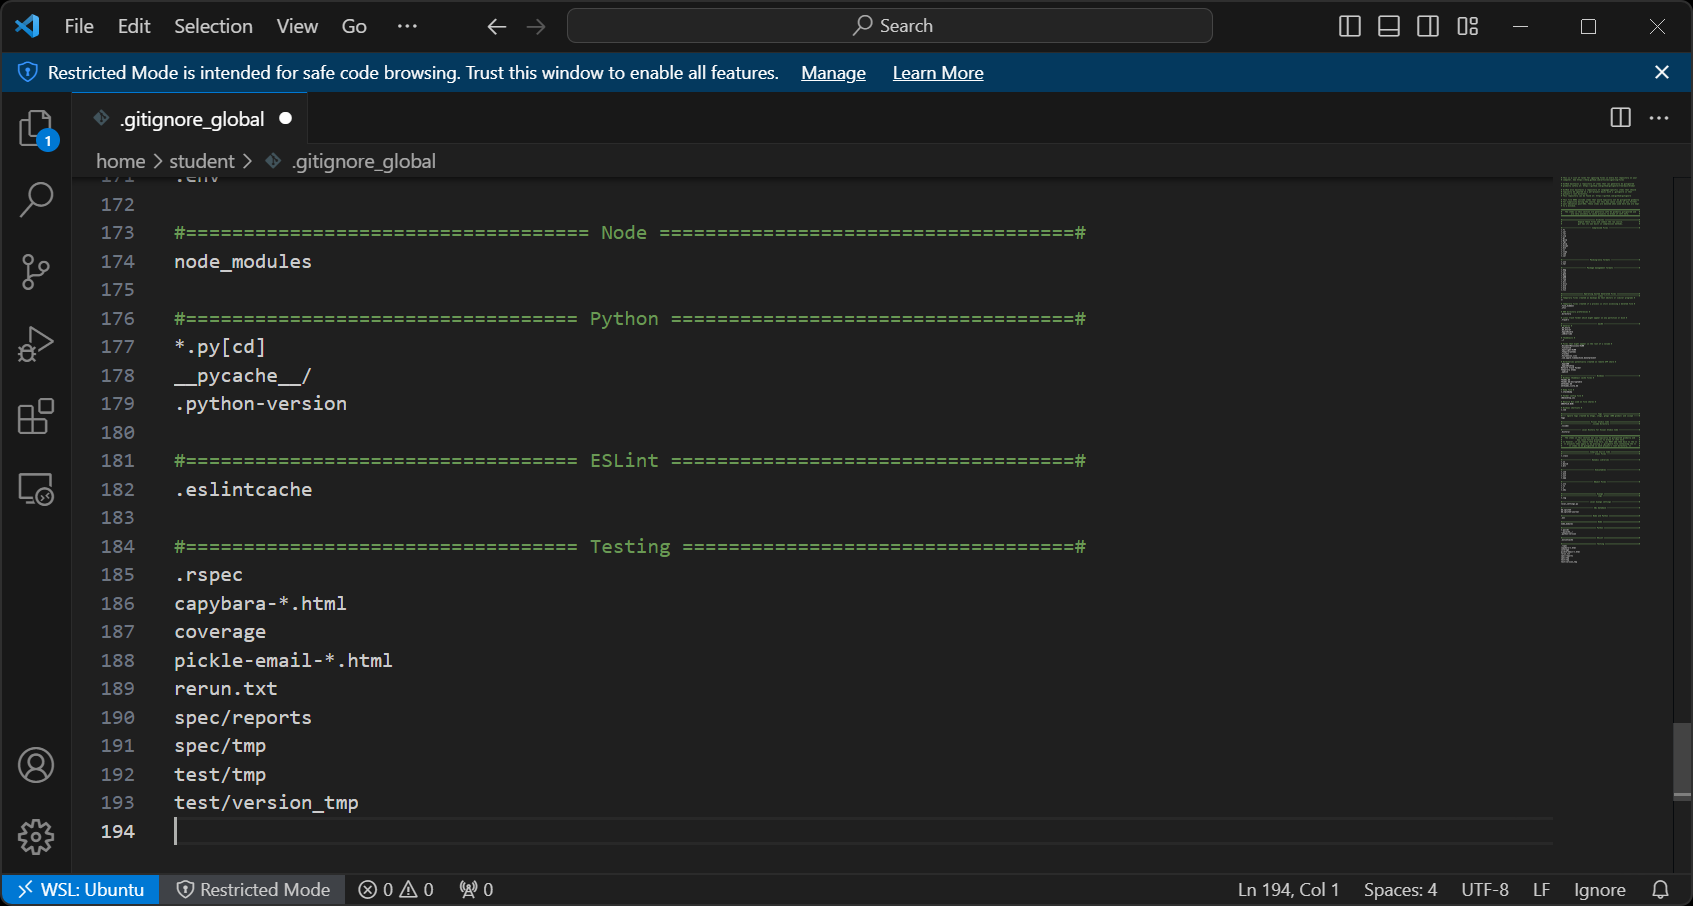 File Edit Selection View Go ··· Search
Restricted Mode is intended for safe code browsing. Trust this window to enable all features. Manage Learn More
.gitignore_global
home > student > .gitignore_global
171 .env
172
173 #=================================== Node ====================================#
174 node_modules
175
176 #================================== Python ===================================#
177 *.py[cd]
178 __pycache__/
179 .python-version
180
181 #================================== ESLint ===================================#
182 .eslintcache
183
184 #================================== Testing ==================================#
185 .rspec
186 capybara-*.html
187 coverage
188 pickle-email-*.html
189 rerun.txt
190 spec/reports
191 spec/tmp
192 test/tmp
193 test/version_tmp
194
1
WSL: Ubuntu Restricted Mode 0 0 0 Ln 194, Col 1 Spaces: 4 UTF-8 LF Ignore